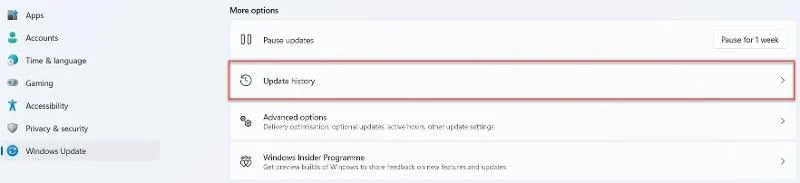 More options
Apps
Accounts
Time & language
Gaming
Accessibility
Privacy & security
Windows Update
Pause updates
Pause for 1 week
Update history
Advanced options
Delivery optimisation, optional updates, active hours, other update settings
Windows Insider Programme
Get preview builds of Windows to share feedback on new features and updates